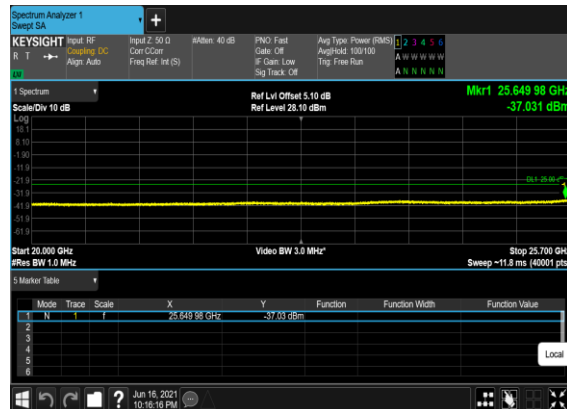 Spectrum Analyzer 1
Swept SA
+
KEYSIGHT Input: RF Input Z: 50 Ω #Atten: 40 dB PNO: Fast Avg Type: Power (RMS) 1 2 3 4 5 6
R T Coupling: DC Corr CCorr Gate: Off Avg|Hold: 100/100 A W W W W W
Align: Auto Freq Ref: Int (S) IF Gain: Low Trig: Free Run
Sig Track: Off A N N N N N
1 Spectrum Ref Lvl Offset 5.10 dB Mkr1 25.649 98 GHz
Scale/Div 10 dB Ref Level 28.10 dBm -37.031 dBm
Log
18.1
8.10
-1.90
-11.9
-21.9 DL1 -25.00
-31.9
-41.9
-51.9
-61.9
Start 20.000 GHz Video BW 3.0 MHz* Stop 25.700 GHz
#Res BW 1.0 MHz Sweep ~11.8 ms (40001 pts)
5 Marker Table
Mode Trace Scale X Y Function Function Width Function Value
1 N 1 f 25.649 98 GHz -37.03 dBm
2
3
4
5
6
Local
? Jun 16, 2021
10:16:16 PM